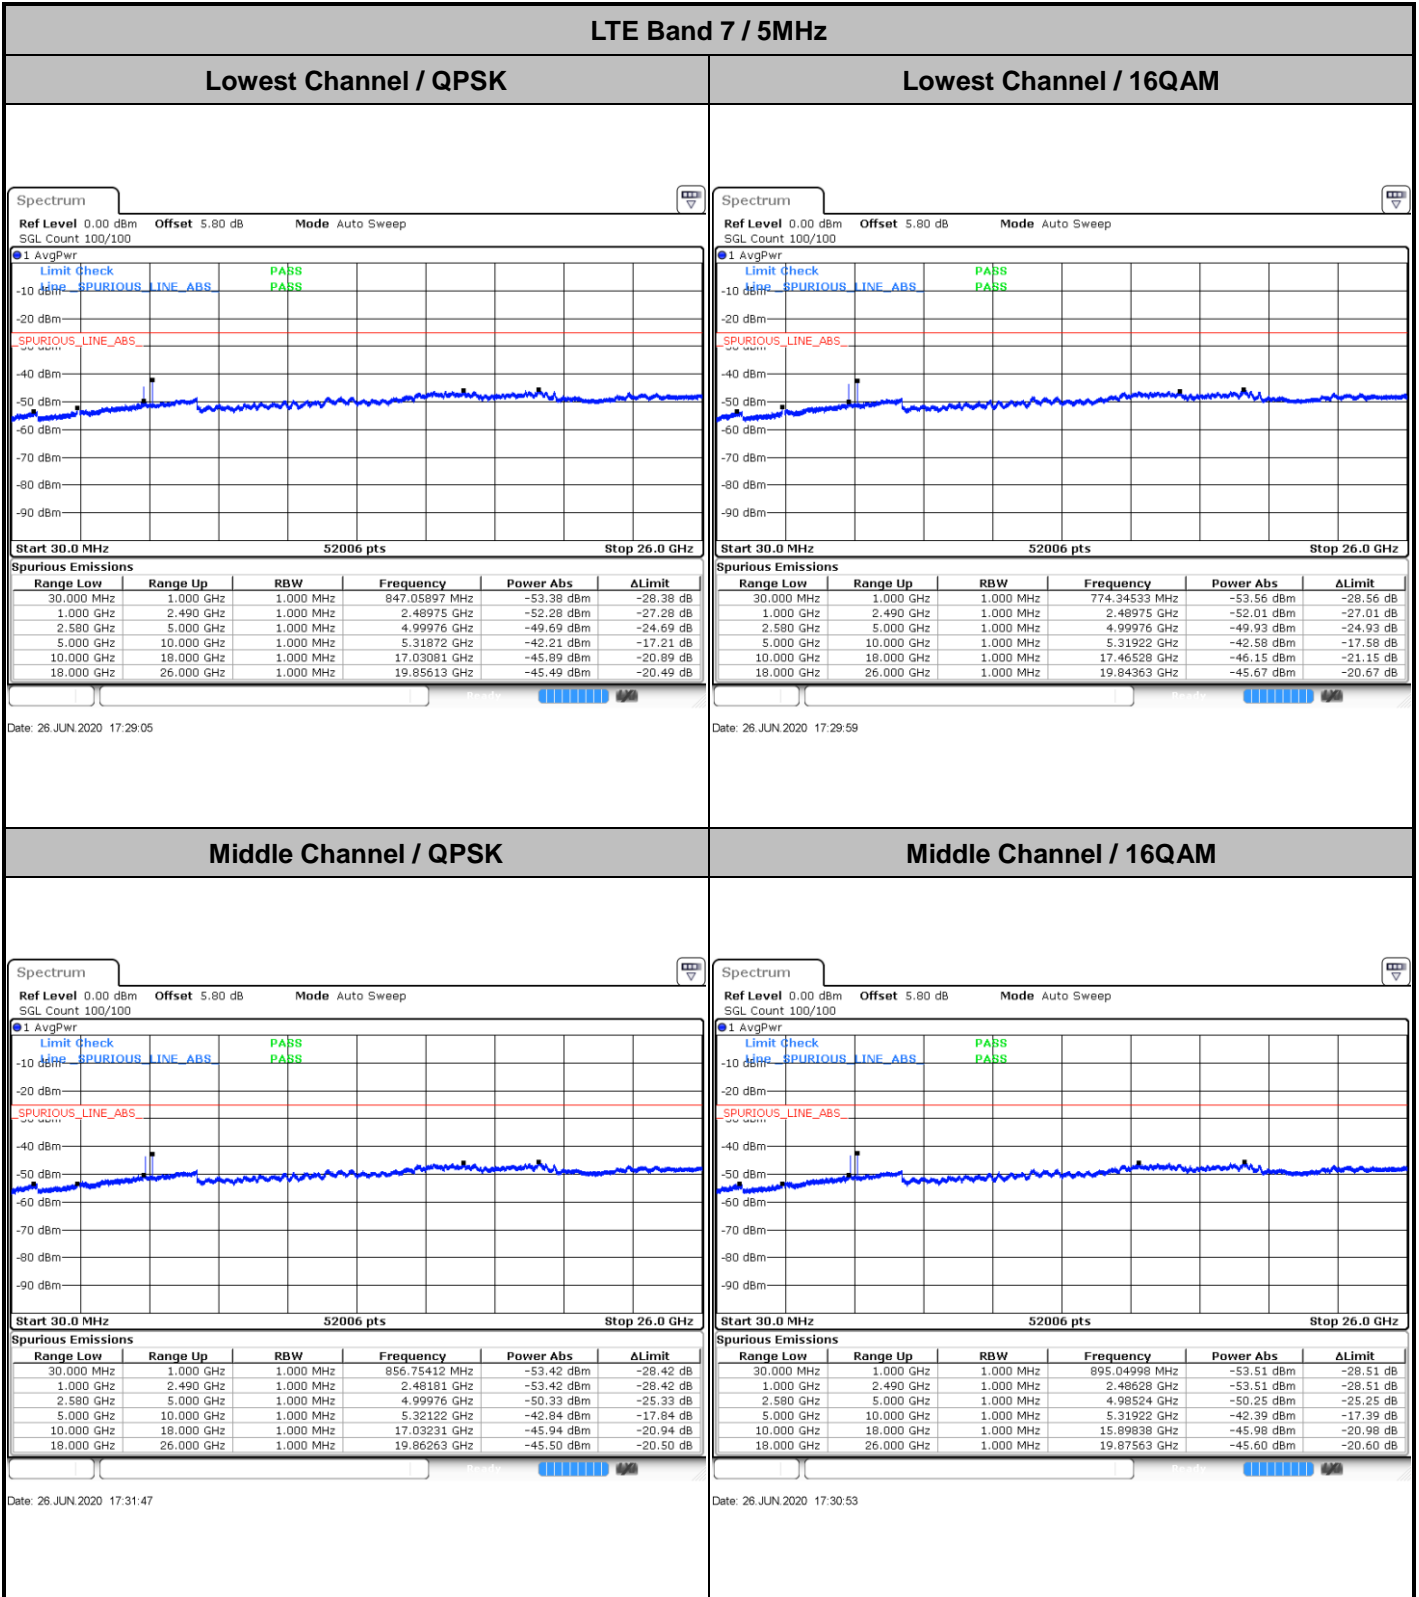 LTE Band 7 / 5MHz
Lowest Channel / QPSK
Lowest Channel / 16QAM
Spectrum
Ref Level 0.00 dBm Offset 5.80 dB Mode Auto Sweep
SGL Count 100/100
1 AvgPwr
Limit Check PASS
Line _SPURIOUS_LINE_ABS_ PASS
-10 dBm
-20 dBm
_SPURIOUS_LINE_ABS_
-30 dBm
-40 dBm
-50 dBm
-60 dBm
-70 dBm
-80 dBm
-90 dBm
Start 30.0 MHz 52006 pts Stop 26.0 GHz
Spurious Emissions
Range Low Range Up RBW Frequency Power Abs ΔLimit
30.000 MHz 1.000 GHz 1.000 MHz 847.05897 MHz -53.38 dBm -28.38 dB
1.000 GHz 2.490 GHz 1.000 MHz 2.48975 GHz -52.28 dBm -27.28 dB
2.580 GHz 5.000 GHz 1.000 MHz 4.99976 GHz -49.69 dBm -24.69 dB
5.000 GHz 10.000 GHz 1.000 MHz 5.31872 GHz -42.21 dBm -17.21 dB
10.000 GHz 18.000 GHz 1.000 MHz 17.03081 GHz -45.89 dBm -20.89 dB
18.000 GHz 26.000 GHz 1.000 MHz 19.85613 GHz -45.49 dBm -20.49 dB
Ready
Date: 26.JUN.2020 17:29:05
Spectrum
Ref Level 0.00 dBm Offset 5.80 dB Mode Auto Sweep
SGL Count 100/100
1 AvgPwr
Limit Check PASS
Line _SPURIOUS_LINE_ABS_ PASS
-10 dBm
-20 dBm
_SPURIOUS_LINE_ABS_
-30 dBm
-40 dBm
-50 dBm
-60 dBm
-70 dBm
-80 dBm
-90 dBm
Start 30.0 MHz 52006 pts Stop 26.0 GHz
Spurious Emissions
Range Low Range Up RBW Frequency Power Abs ΔLimit
30.000 MHz 1.000 GHz 1.000 MHz 774.34533 MHz -53.56 dBm -28.56 dB
1.000 GHz 2.490 GHz 1.000 MHz 2.48975 GHz -52.01 dBm -27.01 dB
2.580 GHz 5.000 GHz 1.000 MHz 4.99976 GHz -49.93 dBm -24.93 dB
5.000 GHz 10.000 GHz 1.000 MHz 5.31922 GHz -42.58 dBm -17.58 dB
10.000 GHz 18.000 GHz 1.000 MHz 17.46528 GHz -46.15 dBm -21.15 dB
18.000 GHz 26.000 GHz 1.000 MHz 19.84363 GHz -45.67 dBm -20.67 dB
Ready
Date: 26.JUN.2020 17:29:59
Middle Channel / QPSK
Middle Channel / 16QAM
Spectrum
Ref Level 0.00 dBm Offset 5.80 dB Mode Auto Sweep
SGL Count 100/100
1 AvgPwr
Limit Check PASS
Line _SPURIOUS_LINE_ABS_ PASS
-10 dBm
-20 dBm
_SPURIOUS_LINE_ABS_
-30 dBm
-40 dBm
-50 dBm
-60 dBm
-70 dBm
-80 dBm
-90 dBm
Start 30.0 MHz 52006 pts Stop 26.0 GHz
Spurious Emissions
Range Low Range Up RBW Frequency Power Abs ΔLimit
30.000 MHz 1.000 GHz 1.000 MHz 856.75412 MHz -53.42 dBm -28.42 dB
1.000 GHz 2.490 GHz 1.000 MHz 2.48181 GHz -53.42 dBm -28.42 dB
2.580 GHz 5.000 GHz 1.000 MHz 4.99976 GHz -50.33 dBm -25.33 dB
5.000 GHz 10.000 GHz 1.000 MHz 5.32122 GHz -42.84 dBm -17.84 dB
10.000 GHz 18.000 GHz 1.000 MHz 17.03231 GHz -45.94 dBm -20.94 dB
18.000 GHz 26.000 GHz 1.000 MHz 19.86263 GHz -45.50 dBm -20.50 dB
Ready
Date: 26.JUN.2020 17:31:47
Spectrum
Ref Level 0.00 dBm Offset 5.80 dB Mode Auto Sweep
SGL Count 100/100
1 AvgPwr
Limit Check PASS
Line _SPURIOUS_LINE_ABS_ PASS
-10 dBm
-20 dBm
_SPURIOUS_LINE_ABS_
-30 dBm
-40 dBm
-50 dBm
-60 dBm
-70 dBm
-80 dBm
-90 dBm
Start 30.0 MHz 52006 pts Stop 26.0 GHz
Spurious Emissions
Range Low Range Up RBW Frequency Power Abs ΔLimit
30.000 MHz 1.000 GHz 1.000 MHz 895.04998 MHz -53.51 dBm -28.51 dB
1.000 GHz 2.490 GHz 1.000 MHz 2.48628 GHz -53.51 dBm -28.51 dB
2.580 GHz 5.000 GHz 1.000 MHz 4.98524 GHz -50.25 dBm -25.25 dB
5.000 GHz 10.000 GHz 1.000 MHz 5.31922 GHz -42.39 dBm -17.39 dB
10.000 GHz 18.000 GHz 1.000 MHz 15.89838 GHz -45.98 dBm -20.98 dB
18.000 GHz 26.000 GHz 1.000 MHz 19.87563 GHz -45.60 dBm -20.60 dB
Ready
Date: 26.JUN.2020 17:30:53